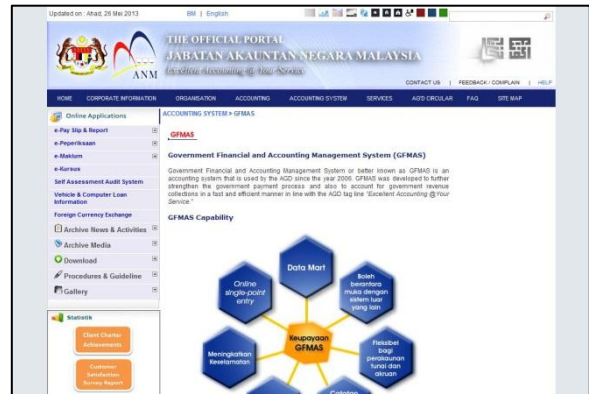 Updated on : Ahad, 26 Mei 2013
BM | English
THE OFFICIAL PORTAL
JABATAN AKAUNTAN NEGARA MALAYSIA
Excellent Accounting @ Your Service
ANM
CONTACT US | FEEDBACK / COMPLAIN | HELP
HOME CORPORATE INFORMATION ORGANISATION ACCOUNTING ACCOUNTING SYSTEM SERVICES AG'D CIRCULAR FAQ SITE MAP
Online Applications
e-Pay Slip & Report
e-Peperiksaan
e-Maklum
e-Kursus
Self Assessment Audit System
Vehicle & Computer Loan
Information
Foreign Currency Exchange
Archive News & Activities
Archive Media
Download
Procedures & Guideline
Gallery
Statistik
Client Charter
Achievements
Customer
Satisfaction
Survey Report
ACCOUNTING SYSTEM > GFMAS
GFMAS
Government Financial and Accounting Management System (GFMAS)
Government Financial and Accounting Management System or better known as GFMAS is an
accounting system that is used by the AGD since the year 2006. GFMAS was developed to further
strengthen the government payment process and also to account for government revenue
collections in a fast and efficient manner in line with the AGD tag line "Excellent Accounting @ Your
Service."
GFMAS Capability
Data Mart
Online
single-point
entry
Boleh
berantara
muka dengan
sistem luar
yang lain
Keupayaan
GFMAS
Meningkatkan
Keselamatan
Fleksibel
bagi
perakaunan
tunai dan
akruan